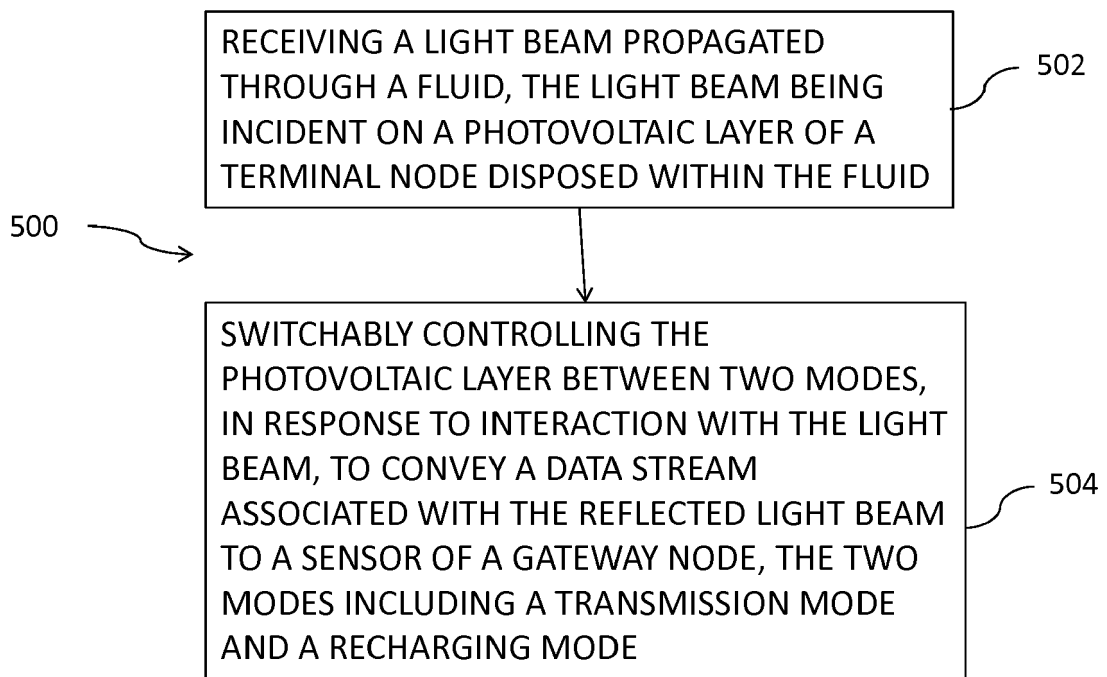 RECEIVING A LIGHT BEAM PROPAGATED
THROUGH A FLUID, THE LIGHT BEAM BEING
INCIDENT ON A PHOTOVOLTAIC LAYER OF A
TERMINAL NODE DISPOSED WITHIN THE FLUID
502
500
SWITCHABLY CONTROLLING THE
PHOTOVOLTAIC LAYER BETWEEN TWO MODES,
IN RESPONSE TO INTERACTION WITH THE LIGHT
BEAM, TO CONVEY A DATA STREAM
ASSOCIATED WITH THE REFLECTED LIGHT BEAM
TO A SENSOR OF A GATEWAY NODE, THE TWO
MODES INCLUDING A TRANSMISSION MODE
AND A RECHARGING MODE
504